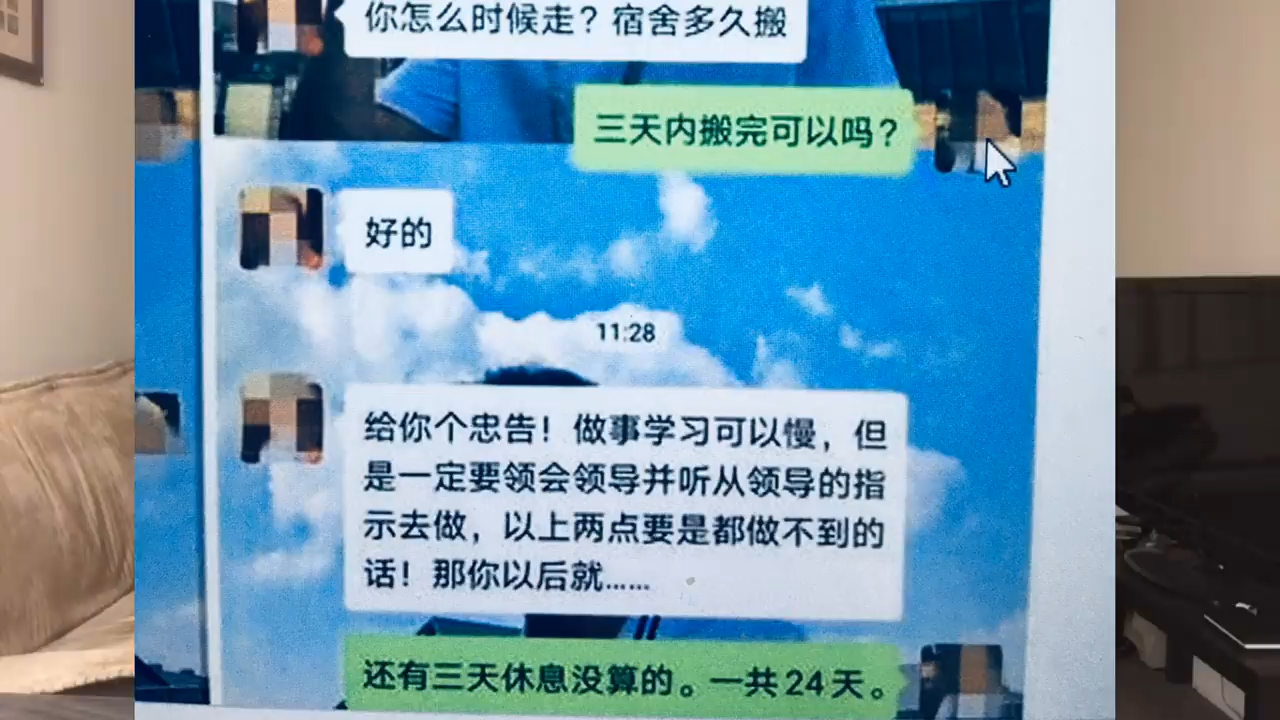 你怎么时候走？宿舍多久搬
三天内搬完可以吗？
好的
11:28
给你个忠告！做事学习可以慢，但
是一定要领会领导并听从领导的指
示去做，以上两点要是都做不到的
话！那你以后就……
还有三天休息没算的。一共24天。